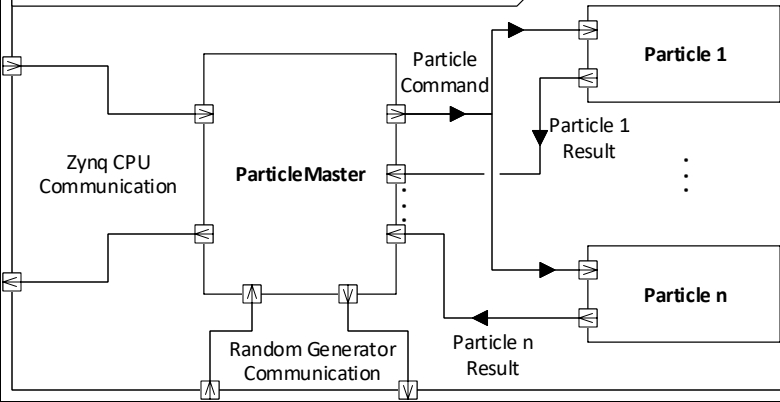 Particle
Command
Particle 1
Particle 1
Result
Zynq CPU
Communication
ParticleMaster
Particle n
Random Generator
Communication
Particle n
Result